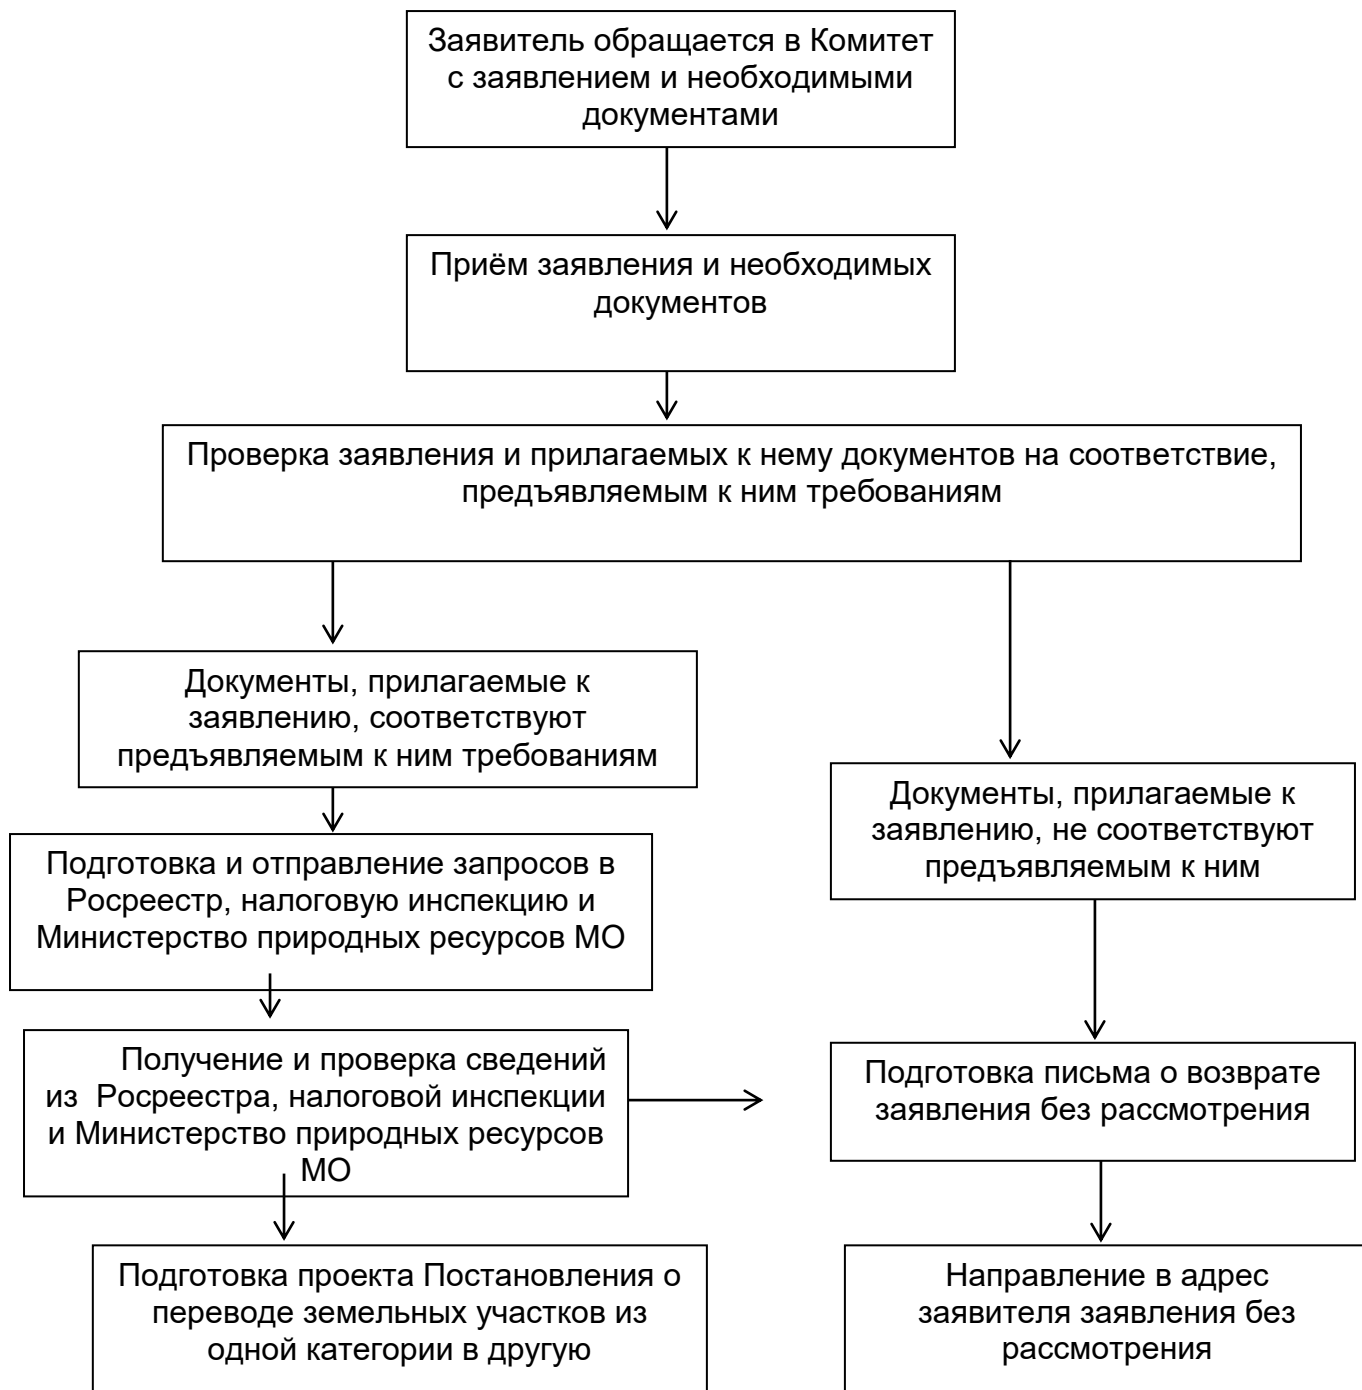 Заявитель обращается в Комитет
с заявлением и необходимыми
документами
Приём заявления и необходимых
документов
Проверка заявления и прилагаемых к нему документов на соответствие,
предъявляемым к ним требованиям
Документы, прилагаемые к
заявлению, соответствуют
предъявляемым к ним требованиям
Документы, прилагаемые к
заявлению, не соответствуют
предъявляемым к ним
Подготовка и отправление запросов в
Росреестр, налоговую инспекцию и
Министерство природных ресурсов МО
Получение и проверка сведений
из Росреестра, налоговой инспекции
и Министерство природных ресурсов
МО
Подготовка письма о возврате
заявления без рассмотрения
Подготовка проекта Постановления о
переводе земельных участков из
одной категории в другую
Направление в адрес
заявителя заявления без
рассмотрения